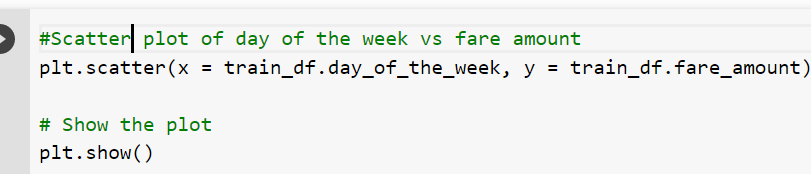 #Scatter plot of day of the week vs fare amount
plt.scatter(x = train_df.day_of_the_week, y = train_df.fare_amount)
# Show the plot
plt.show()